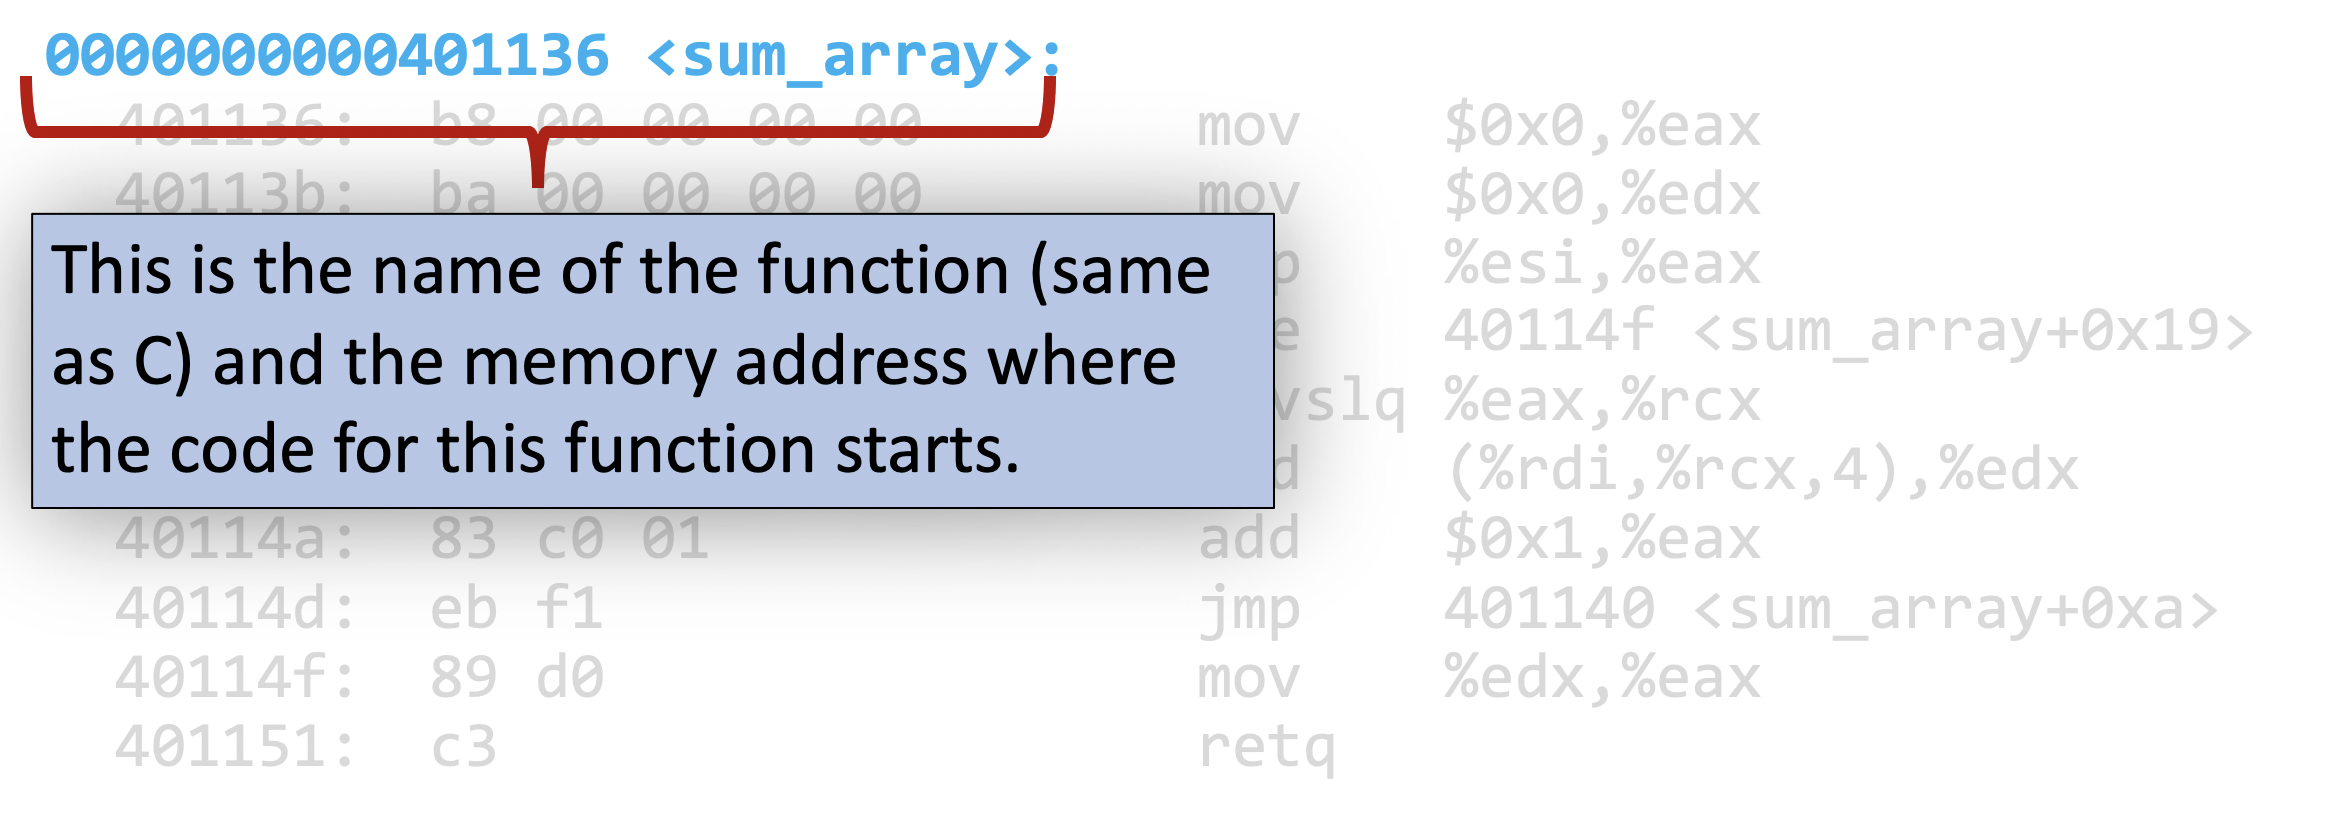 0000000000401136 <sum_array>:
401136: b8 00 00 00 00 mov $0x0,%eax
40113b: ba 00 00 00 00 mov $0x0,%edx
%esi,%eax
40114f <sum_array+0x19>
%eax,%rcx
(%rdi,%rcx,4),%edx
This is the name of the function (same
as C) and the memory address where
the code for this function starts.
40114a: 83 c0 01 add $0x1,%eax
40114d: eb f1 jmp 401140 <sum_array+0xa>
40114f: 89 d0 mov %edx,%eax
401151: c3 retq